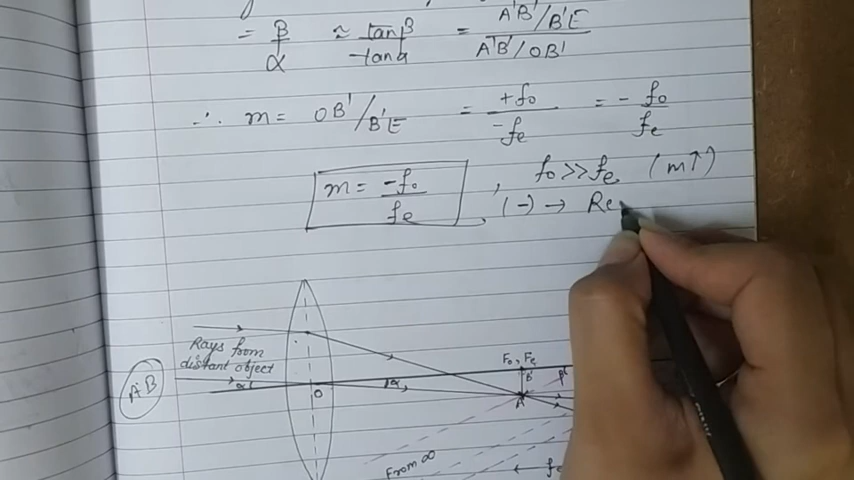 = β/α ≈ tanβ/-tanα = A'B'/B'E / A'B'/OB'
∴ m = OB'/B'E = +fo/-fe = - fo/fe
m = -fo/fe , fo >> fe (m↑)
, (-) → Re
Rays from
distant object
AB
α
O
α
Fo, Fe
B'
A'
β
From ∞
fe